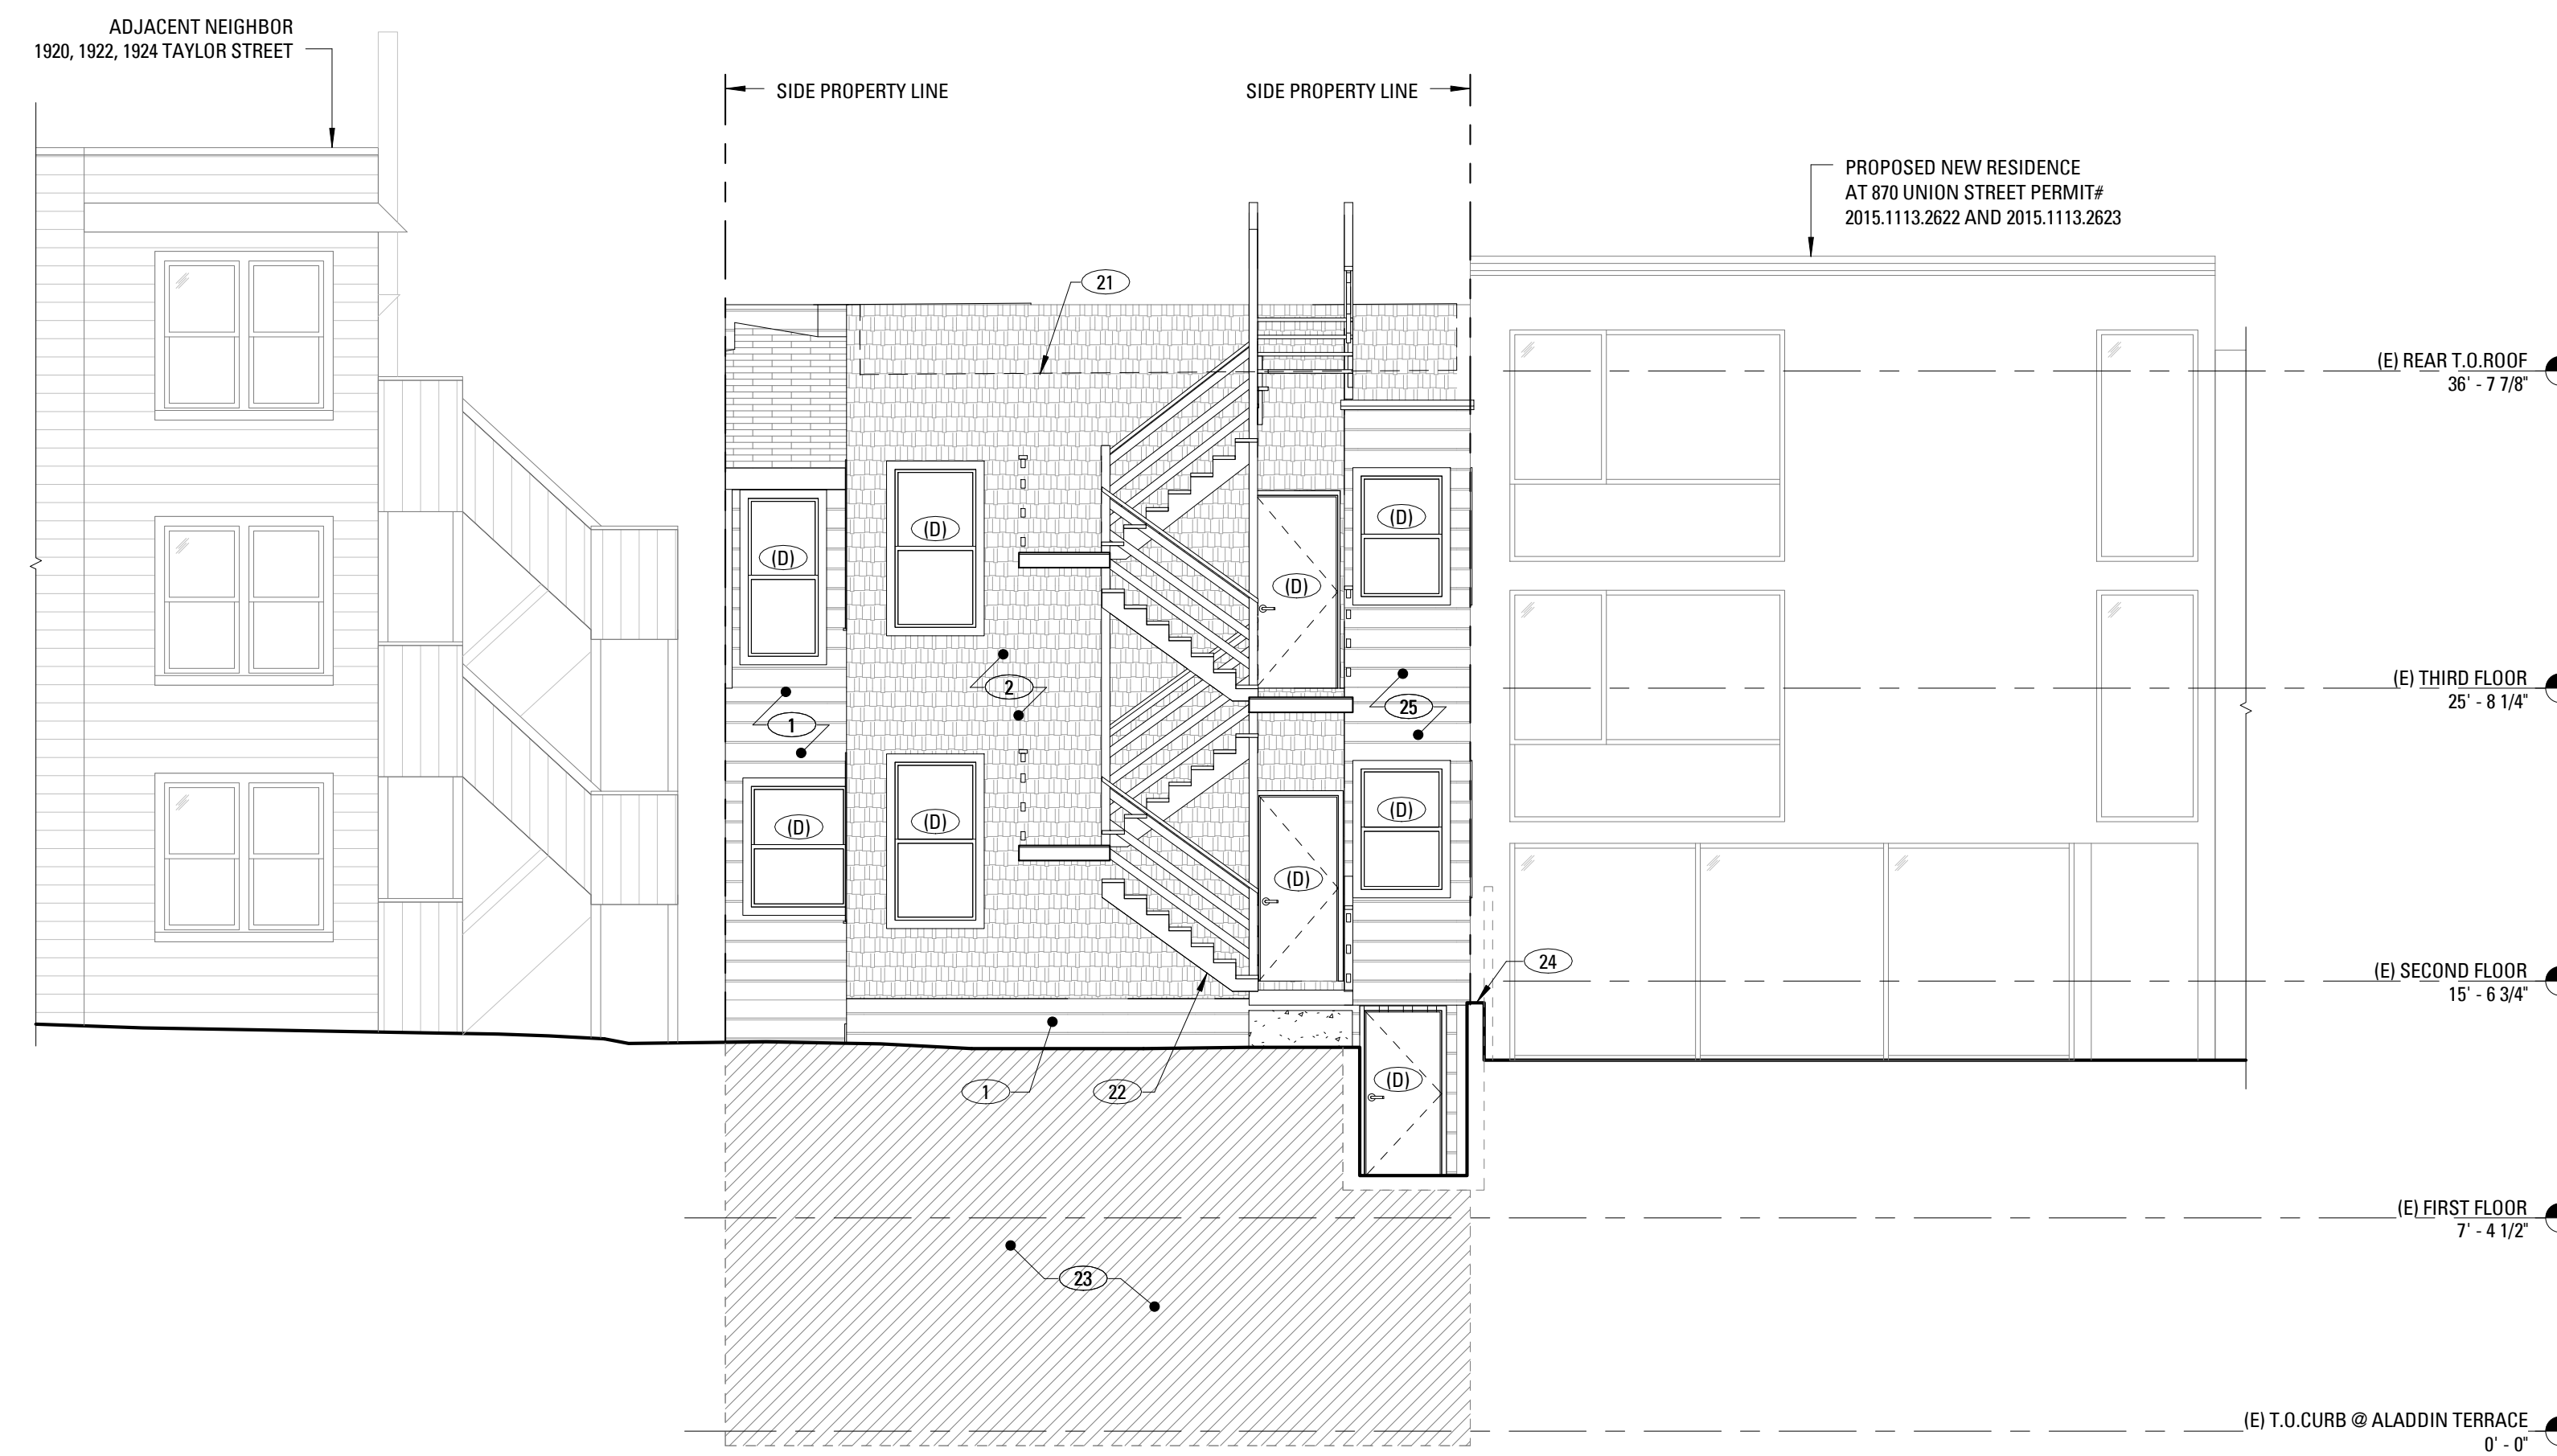 ADJACENT NEIGHBOR
1920, 1922, 1924 TAYLOR STREET
SIDE PROPERTY LINE
SIDE PROPERTY LINE
PROPOSED NEW RESIDENCE
AT 870 UNION STREET PERMIT#
2015.1113.2622 AND 2015.1113.2623
21
(E) REAR T.O.ROOF
36' - 7 7/8"
(D)
(D)
(D)
(D)
(E) THIRD FLOOR
25' - 8 1/4"
2
25
1
(D)
(D)
(D)
(D)
24
(E) SECOND FLOOR
15' - 6 3/4"
1
22
(D)
(E) FIRST FLOOR
7' - 4 1/2"
23
(E) T.O.CURB @ ALADDIN TERRACE
0' - 0"